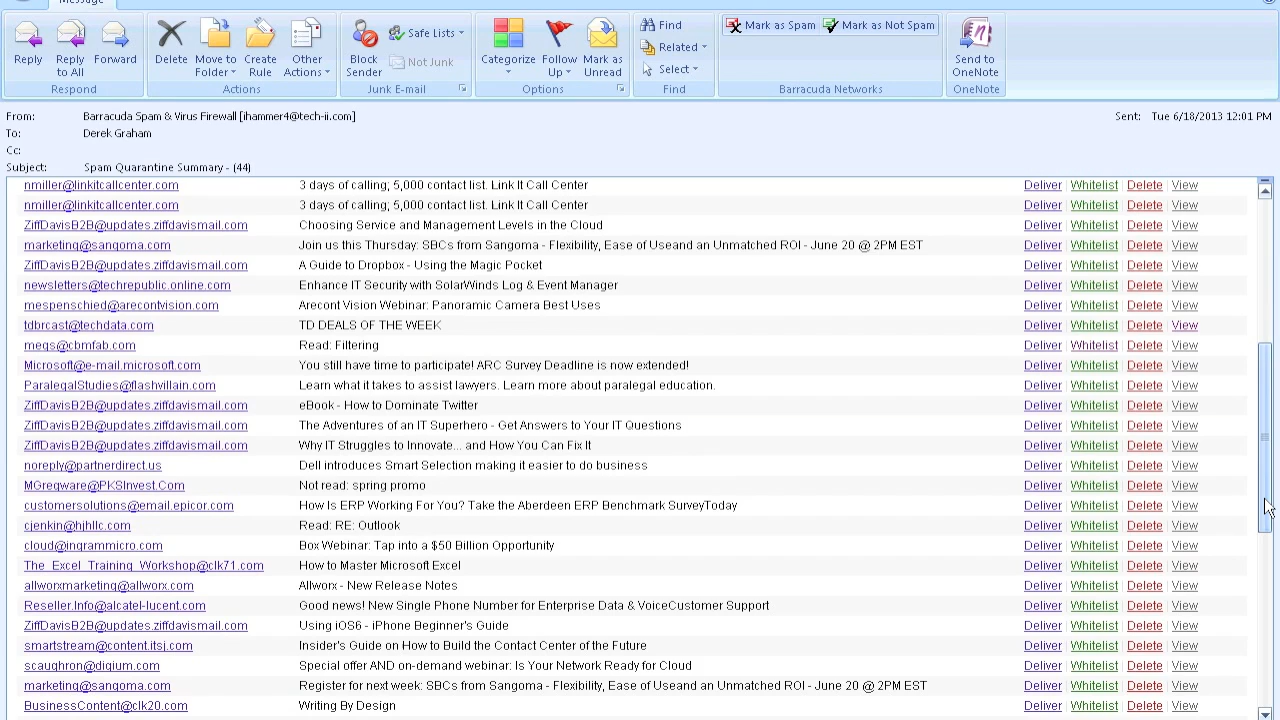 Message
Reply Reply to All Forward Delete Move to Folder Create Rule Other Actions Block Sender Safe Lists Not Junk Categorize Follow Up Mark as Unread Find Related Select Mark as Spam Mark as Not Spam Send to OneNote
Respond Actions Junk E-mail Options Find Barracuda Networks OneNote
From: Barracuda Spam & Virus Firewall [ihammer4@tech-ii.com] Sent: Tue 6/18/2013 12:01 PM
To: Derek Graham
Cc:
Subject: Spam Quarantine Summary - (44)
nmiller@linkitcallcenter.com 3 days of calling; 5,000 contact list. Link It Call Center Deliver Whitelist Delete View
nmiller@linkitcallcenter.com 3 days of calling; 5,000 contact list. Link It Call Center Deliver Whitelist Delete View
ZiffDavisB2B@updates.ziffdavismail.com Choosing Service and Management Levels in the Cloud Deliver Whitelist Delete View
marketing@sangoma.com Join us this Thursday: SBCs from Sangoma - Flexibility, Ease of Useand an Unmatched ROI - June 20 @ 2PM EST Deliver Whitelist Delete View
ZiffDavisB2B@updates.ziffdavismail.com A Guide to Dropbox - Using the Magic Pocket Deliver Whitelist Delete View
newsletters@techrepublic.online.com Enhance IT Security with SolarWinds Log & Event Manager Deliver Whitelist Delete View
mespenschied@arecontvision.com Arecont Vision Webinar: Panoramic Camera Best Uses Deliver Whitelist Delete View
tdbrcast@techdata.com TD DEALS OF THE WEEK Deliver Whitelist Delete View
megs@cbmfab.com Read: Filtering Deliver Whitelist Delete View
Microsoft@e-mail.microsoft.com You still have time to participate! ARC Survey Deadline is now extended! Deliver Whitelist Delete View
ParalegalStudies@flashvillain.com Learn what it takes to assist lawyers. Learn more about paralegal education. Deliver Whitelist Delete View
ZiffDavisB2B@updates.ziffdavismail.com eBook - How to Dominate Twitter Deliver Whitelist Delete View
ZiffDavisB2B@updates.ziffdavismail.com The Adventures of an IT Superhero - Get Answers to Your IT Questions Deliver Whitelist Delete View
ZiffDavisB2B@updates.ziffdavismail.com Why IT Struggles to Innovate... and How You Can Fix It Deliver Whitelist Delete View
noreply@partnerdirect.us Dell introduces Smart Selection making it easier to do business Deliver Whitelist Delete View
MGregware@PKSInvest.Com Not read: spring promo Deliver Whitelist Delete View
customersolutions@email.epicor.com How Is ERP Working For You? Take the Aberdeen ERP Benchmark SurveyToday Deliver Whitelist Delete View
cjenkin@hjhllc.com Read: RE: Outlook Deliver Whitelist Delete View
cloud@ingrammicro.com Box Webinar: Tap into a $50 Billion Opportunity Deliver Whitelist Delete View
The_Excel_Training_Workshop@clk71.com How to Master Microsoft Excel Deliver Whitelist Delete View
allworxmarketing@allworx.com Allworx - New Release Notes Deliver Whitelist Delete View
Reseller.Info@alcatel-lucent.com Good news! New Single Phone Number for Enterprise Data & VoiceCustomer Support Deliver Whitelist Delete View
ZiffDavisB2B@updates.ziffdavismail.com Using iOS6 - iPhone Beginner's Guide Deliver Whitelist Delete View
smartstream@content.itsj.com Insider's Guide on How to Build the Contact Center of the Future Deliver Whitelist Delete View
scaughron@digium.com Special offer AND on-demand webinar: Is Your Network Ready for Cloud Deliver Whitelist Delete View
marketing@sangoma.com Register for next week: SBCs from Sangoma - Flexibility, Ease of Useand an Unmatched ROI - June 20 @ 2PM EST Deliver Whitelist Delete View
BusinessContent@clk20.com Writing By Design Deliver Whitelist Delete View